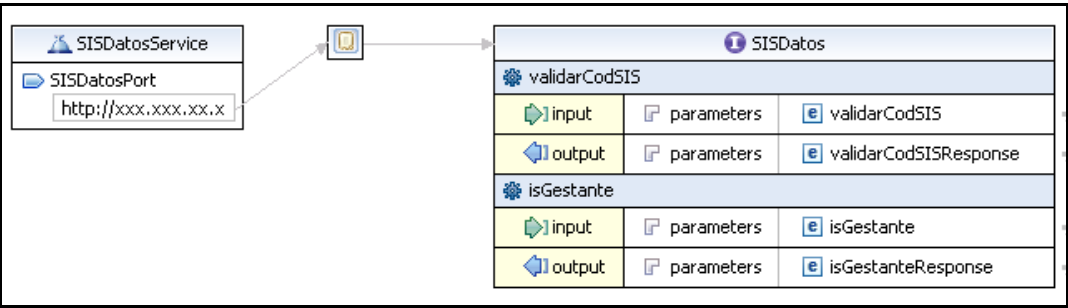 SISDatosService
SISDatosPort
http://xxx.xxx.xx.x
SISDatos
validarCodSIS
input parameters validarCodSIS
output parameters validarCodSISResponse
isGestante
input parameters isGestante
output parameters isGestanteResponse